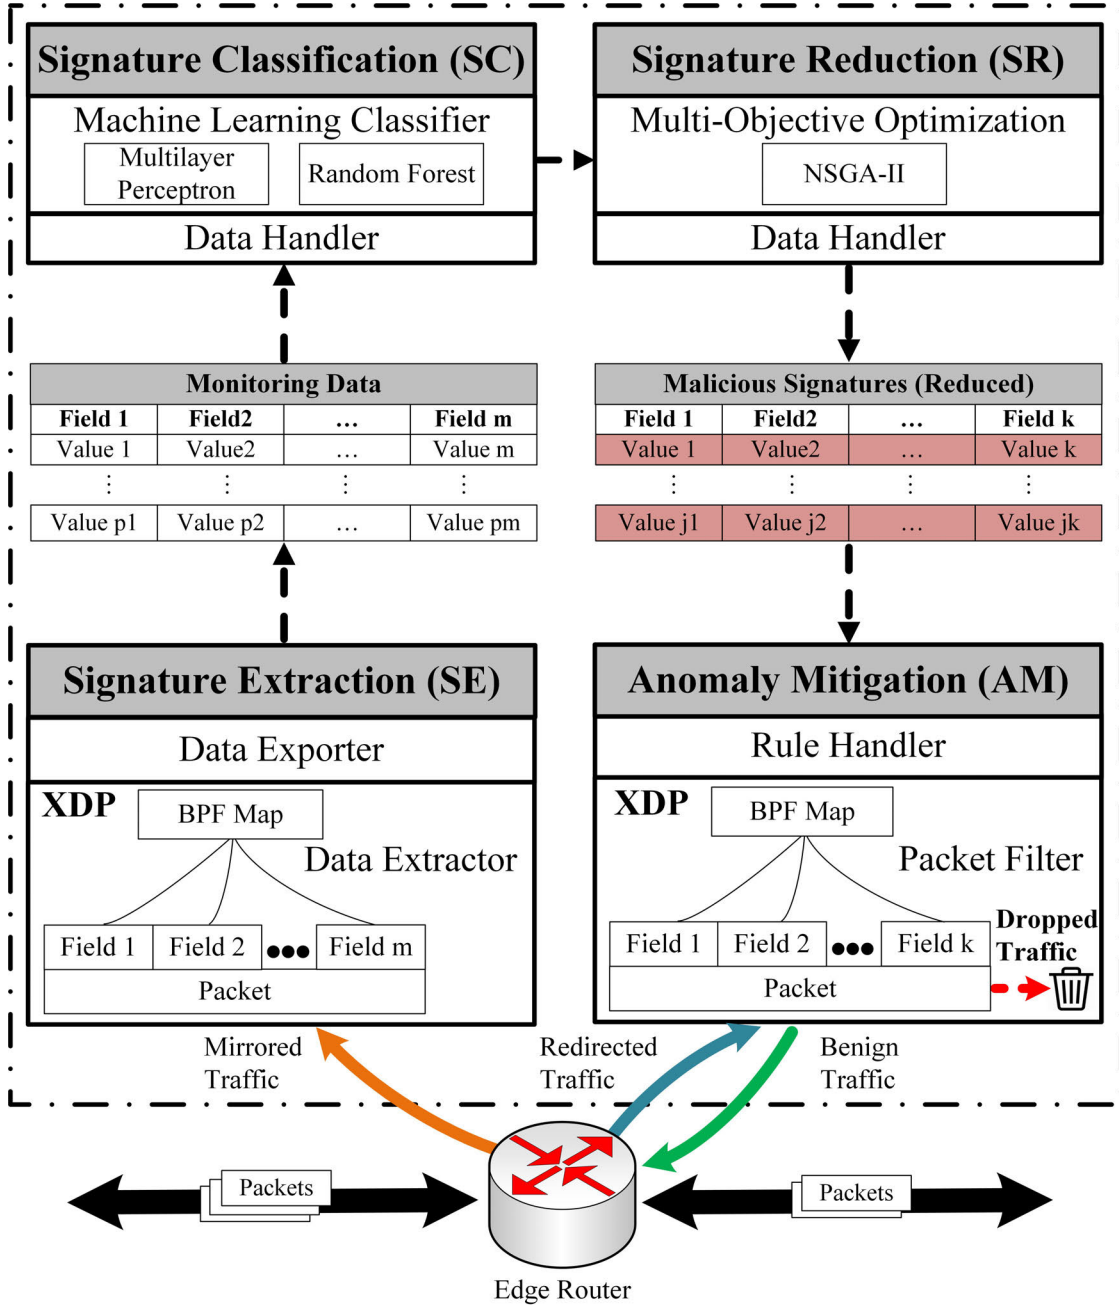 Signature Classification (SC)
Machine Learning Classifier
Multilayer
Perceptron
Random Forest
Data Handler
Signature Reduction (SR)
Multi-Objective Optimization
NSGA-II
Data Handler
Monitoring Data
Field 1 Field2 … Field m
Value 1 Value2 … Value m
⋮ ⋮ ⋮ ⋮
Value p1 Value p2 … Value pm
Malicious Signatures (Reduced)
Field 1 Field2 … Field k
Value 1 Value2 … Value k
⋮ ⋮ ⋮ ⋮
Value j1 Value j2 … Value jk
Signature Extraction (SE)
Data Exporter
XDP
BPF Map
Data Extractor
Field 1 Field 2 ●●● Field m
Packet
Anomaly Mitigation (AM)
Rule Handler
XDP
BPF Map
Packet Filter
Field 1 Field 2 ●●● Field k
Packet
Dropped
Traffic
Mirrored
Traffic
Redirected
Traffic
Benign
Traffic
Packets
Packets
Edge Router